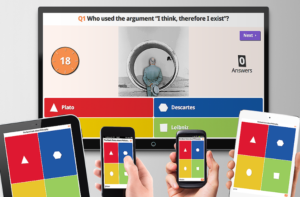 Q1 Who used the argument "I think, therefore I exist"?
Next
18
0
Answers
Plato
Descartes
Leibniz